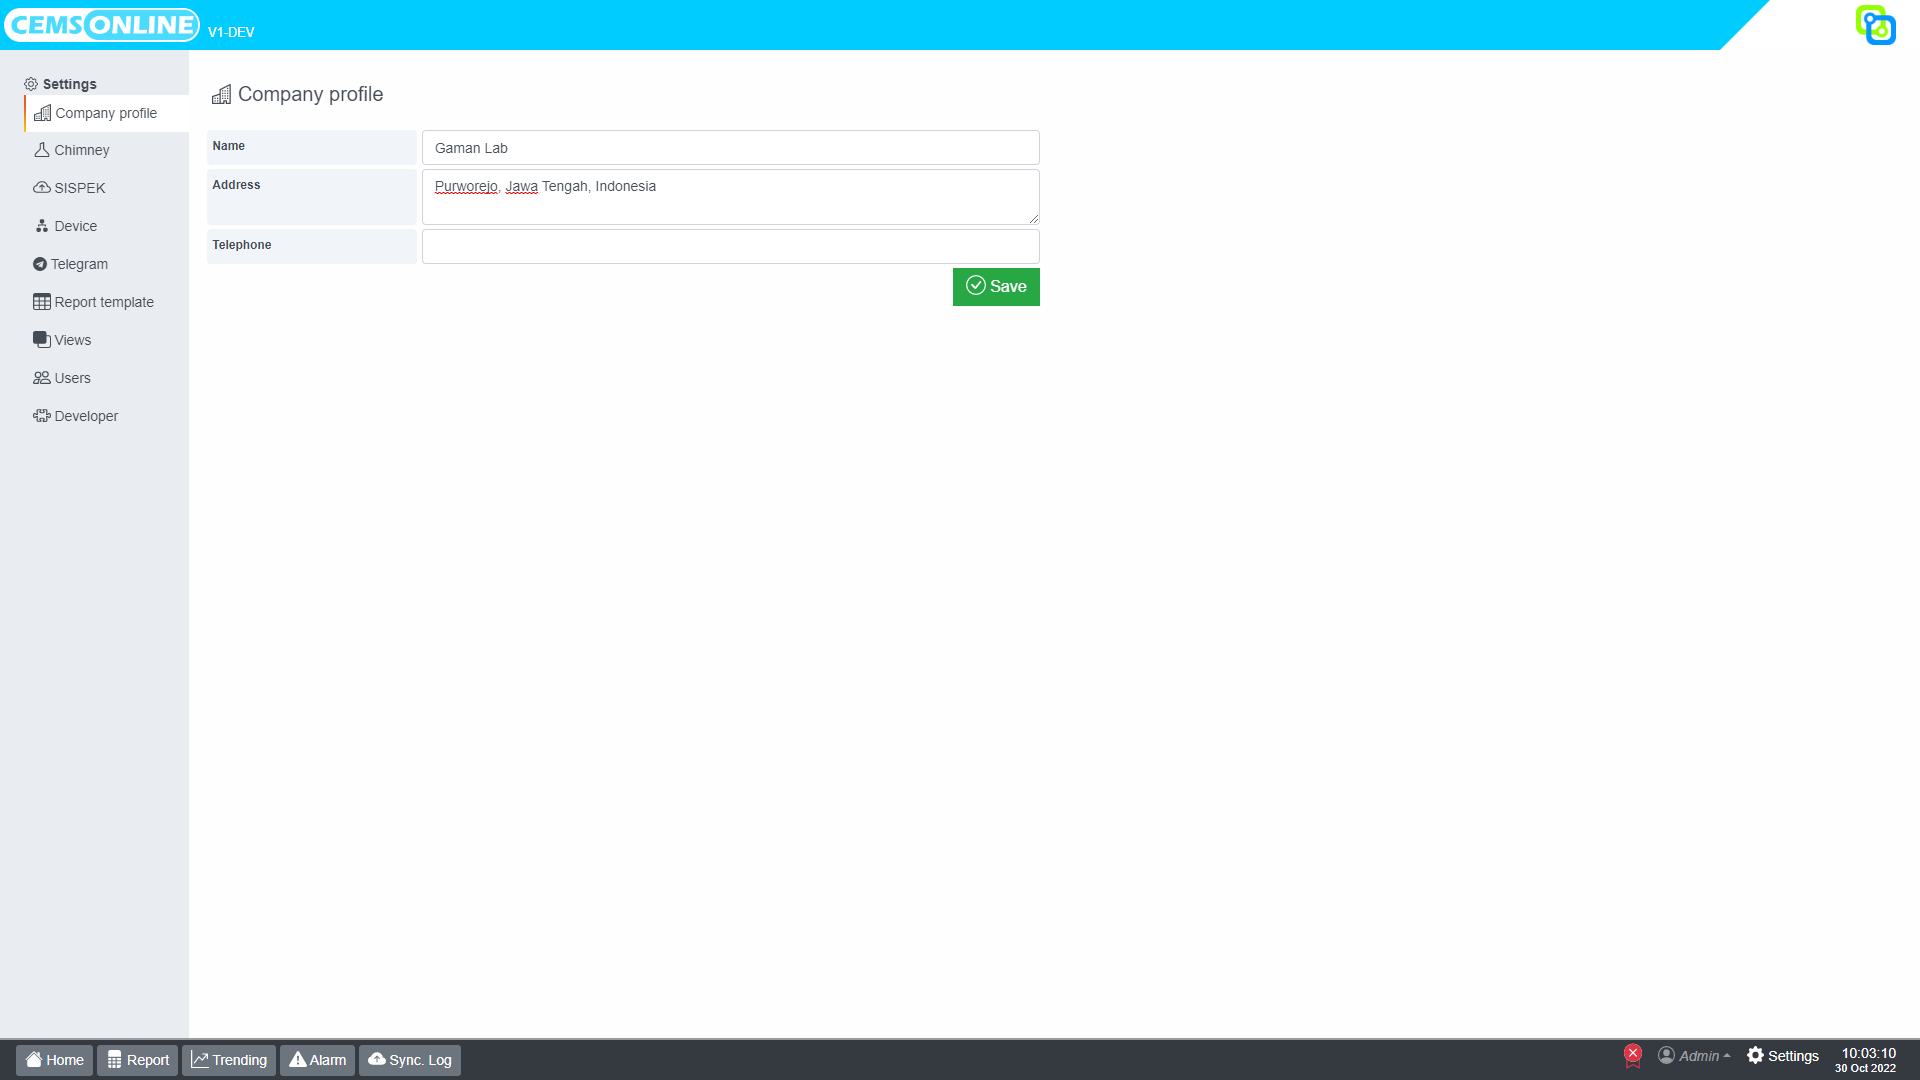 CEMSONLINE V1-DEV
Settings
Company profile
Chimney
SISPEK
Device
Telegram
Report template
Views
Users
Developer
Company profile
Name
Gaman Lab
Address
Purworejo, Jawa Tengah, Indonesia
Telephone
Save
Home
Report
Trending
Alarm
Sync. Log
Admin
Settings
10:03:10
30 Oct 2022